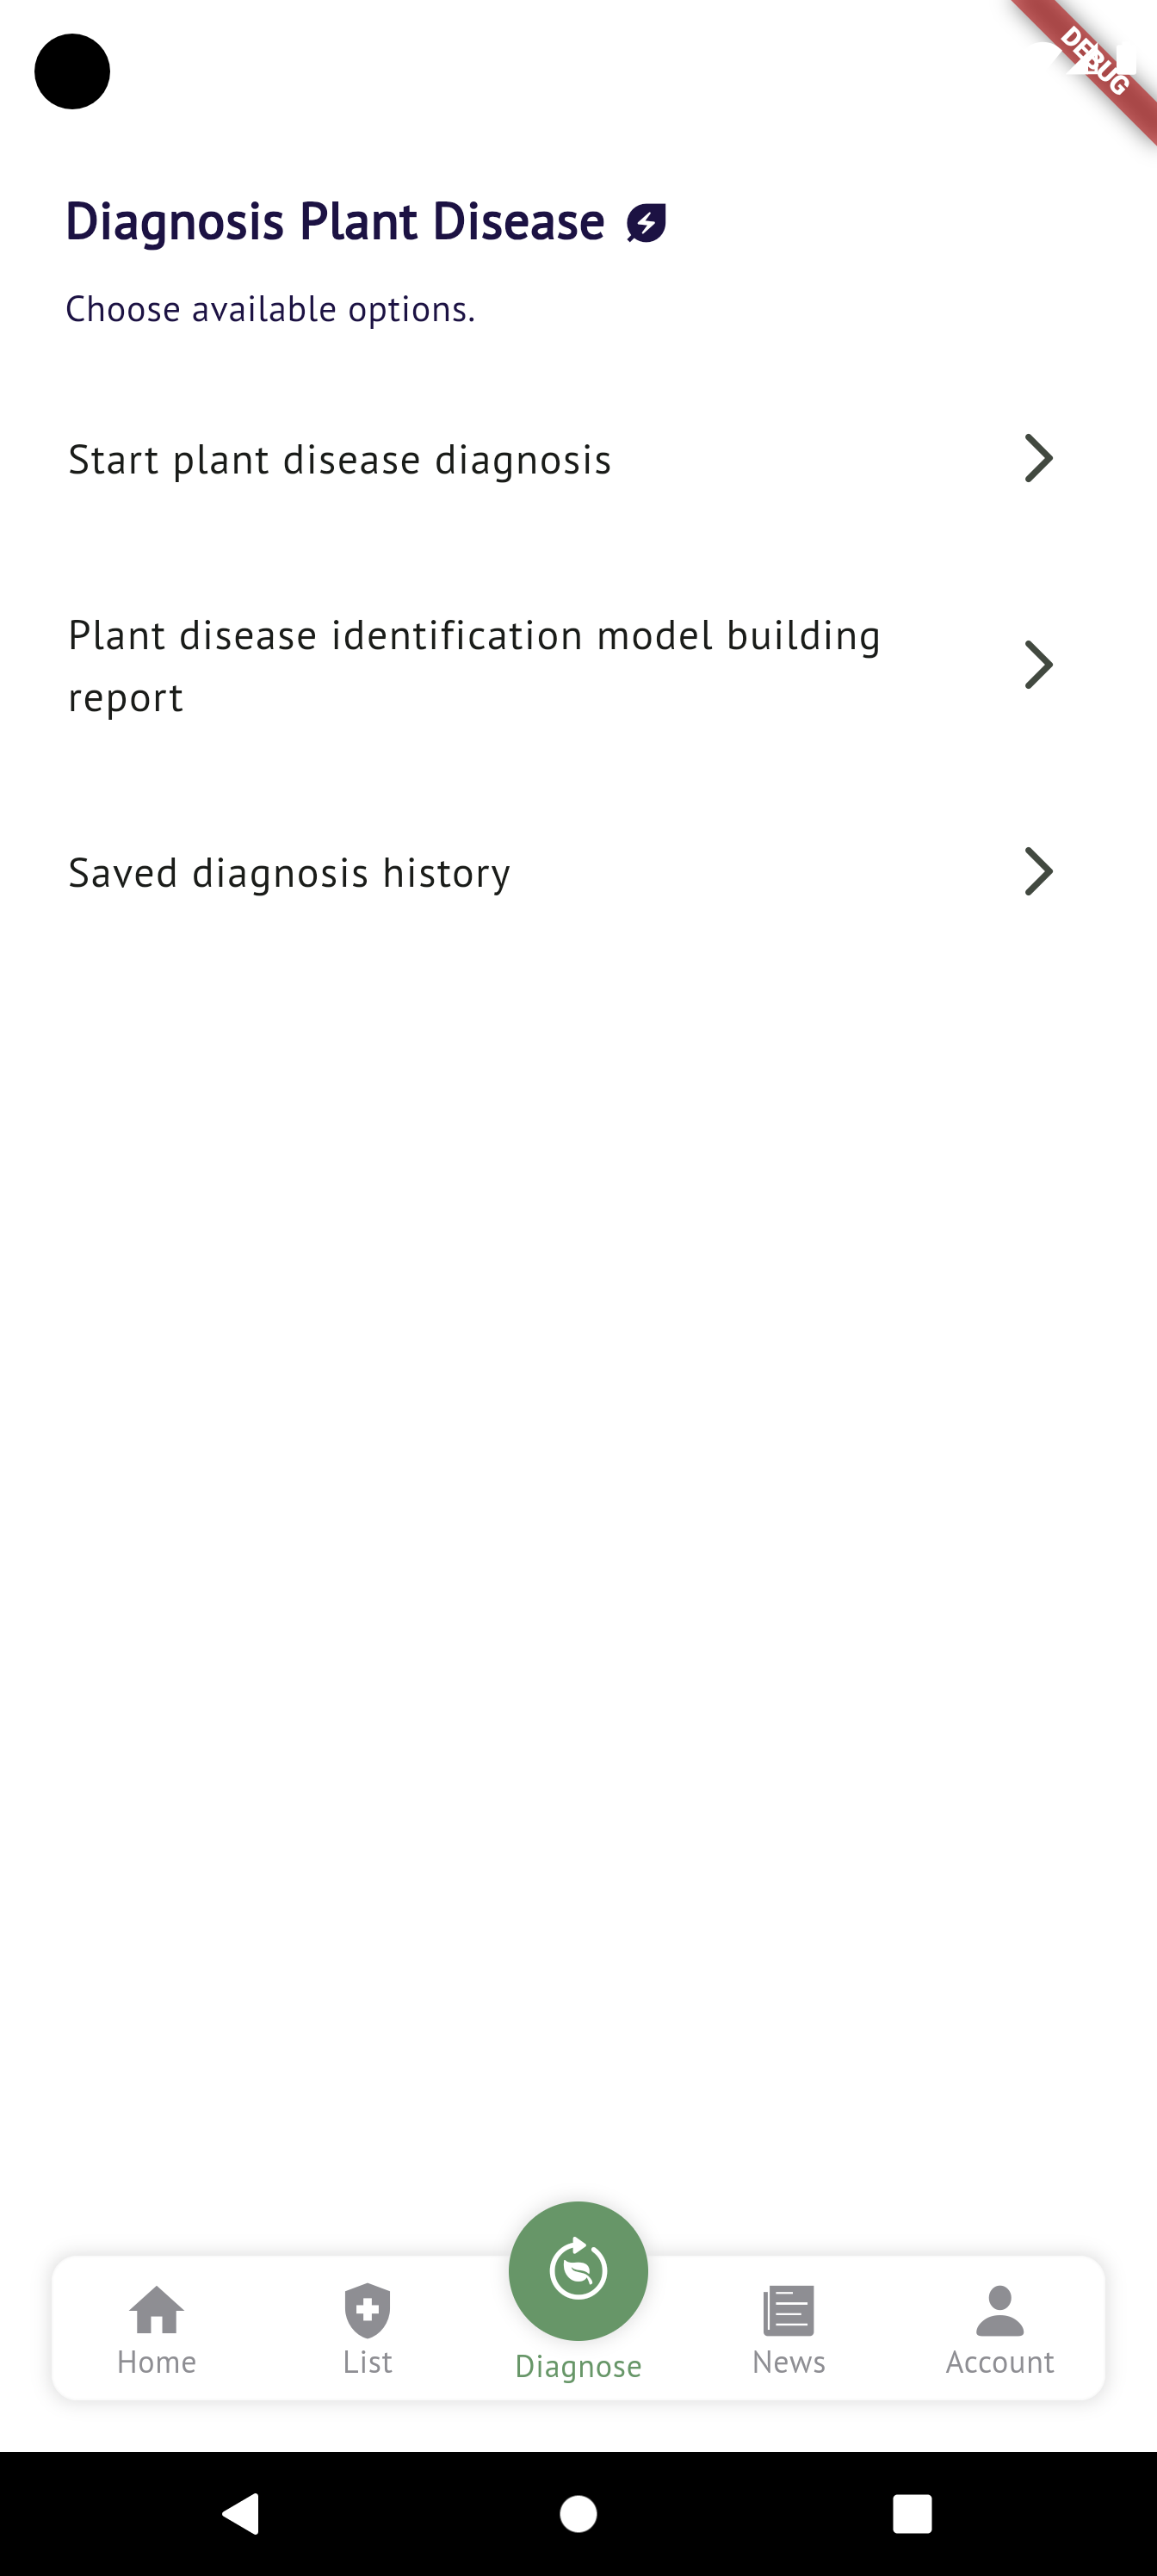 DEBUG
Diagnosis Plant Disease
Choose available options.
Start plant disease diagnosis
Plant disease identification model building
report
Saved diagnosis history
Home
List
Diagnose
News
Account